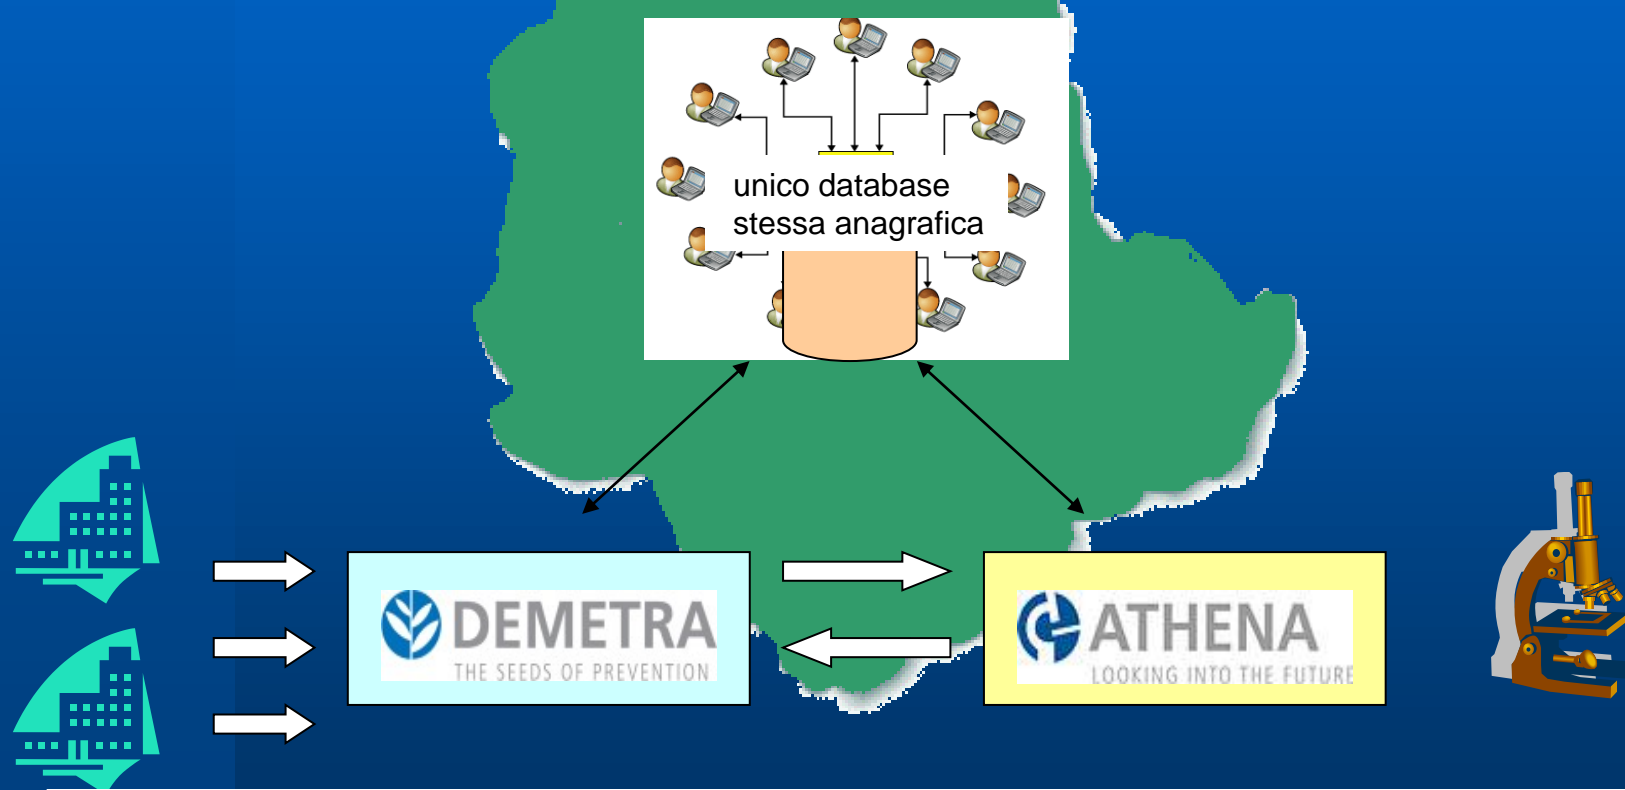 unico database
stessa anagrafica
DEMETRA
THE SEEDS OF PREVENTION
ATHENA
LOOKING INTO THE FUTURE